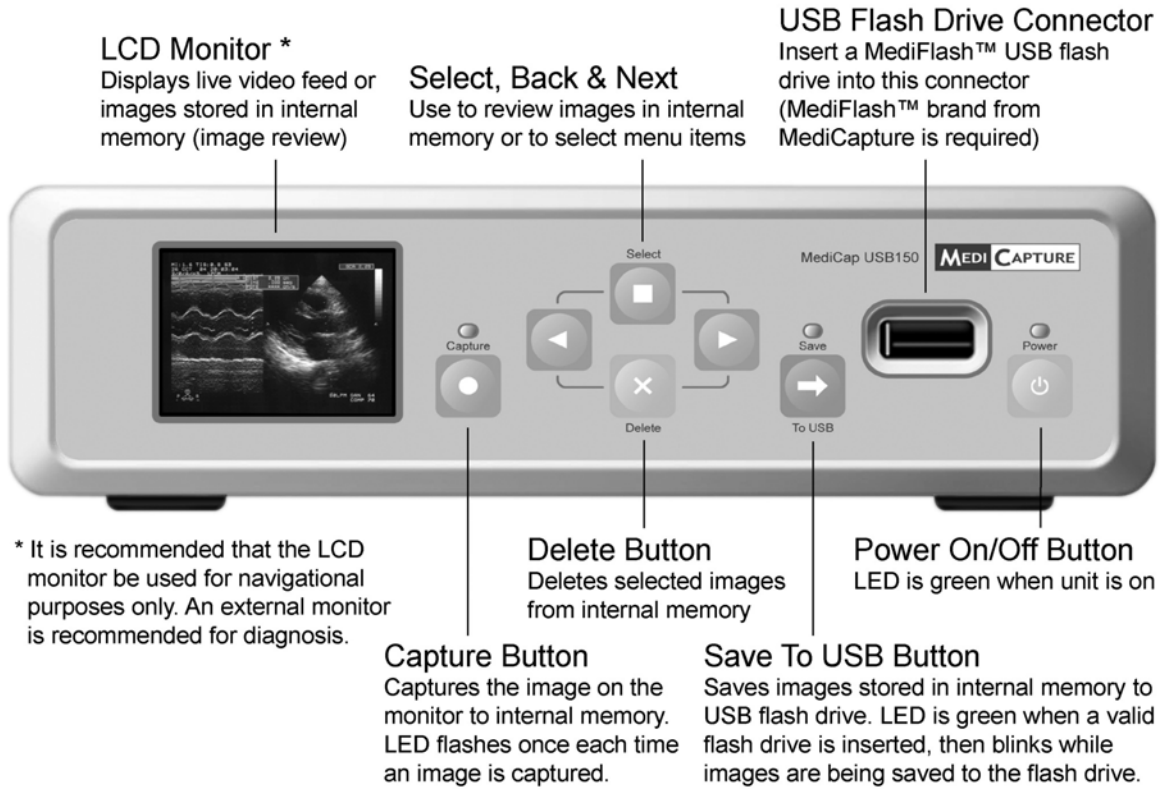 LCD Monitor *
Displays live video feed or
images stored in internal
memory (image review)
Select, Back & Next
Use to review images in internal
memory or to select menu items
USB Flash Drive Connector
Insert a MediFlash™ USB flash
drive into this connector
(MediFlash™ brand from
MediCapture is required)
Select
MediCap USB150
MEDI CAPTURE
Capture
Save
Power
Delete
To USB
* It is recommended that the LCD
monitor be used for navigational
purposes only. An external monitor
is recommended for diagnosis.
Delete Button
Deletes selected images
from internal memory
Power On/Off Button
LED is green when unit is on
Capture Button
Captures the image on the
monitor to internal memory.
LED flashes once each time
an image is captured.
Save To USB Button
Saves images stored in internal memory to
USB flash drive. LED is green when a valid
flash drive is inserted, then blinks while
images are being saved to the flash drive.